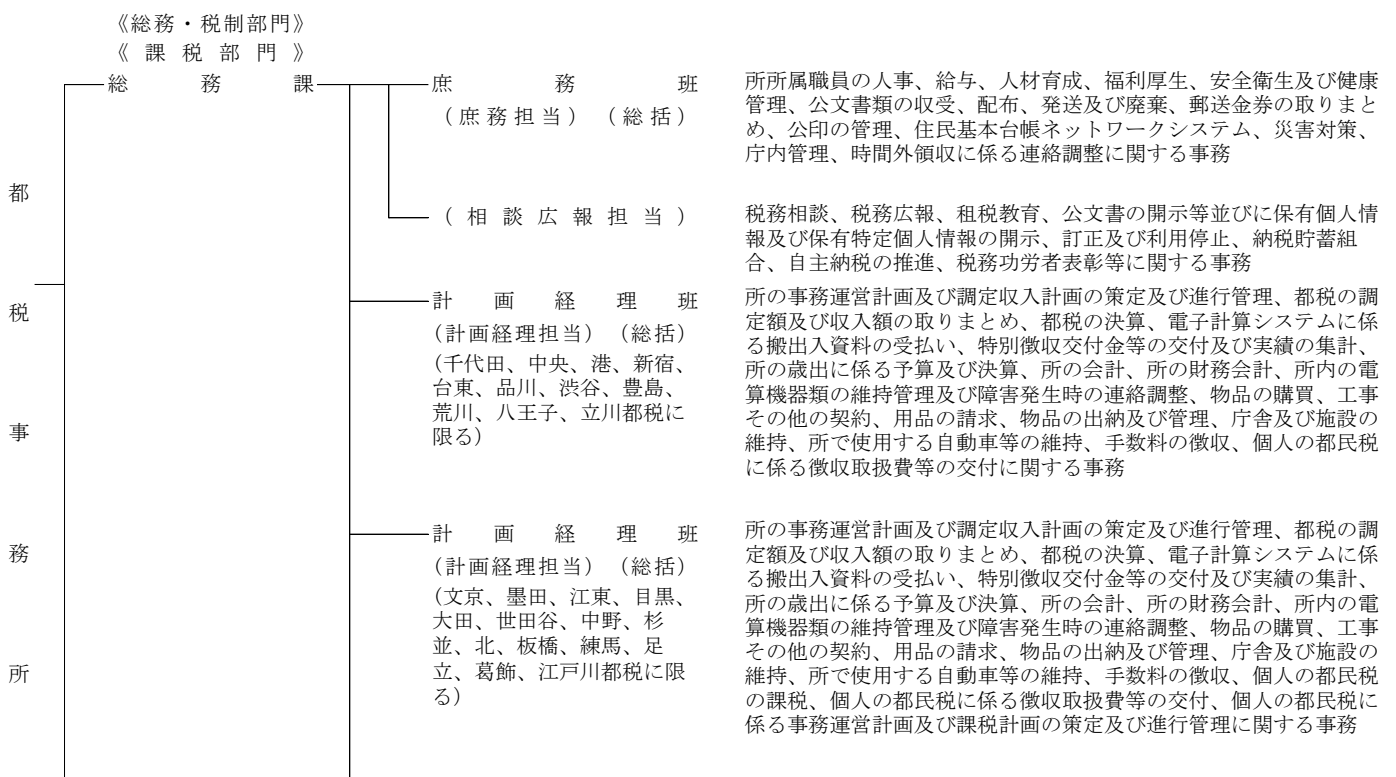 《総務・税制部門》
《課税部門》
都税事務所
総務課
庶務班
(庶務担当)(総括)
所所属職員の人事、給与、人材育成、福利厚生、安全衛生及び健康
管理、公文書類の収受、配布、発送及び廃棄、郵送金券の取りまと
め、公印の管理、住民基本台帳ネットワークシステム、災害対策、
庁内管理、時間外領収に係る連絡調整に関する事務
(相談広報担当)
税務相談、税務広報、租税教育、公文書の開示等並びに保有個人情
報及び保有特定個人情報の開示、訂正及び利用停止、納税貯蓄組
合、自主納税の推進、税務功労者表彰等に関する事務
計画経理班
(計画経理担当)(総括)
(千代田、中央、港、新宿、
台東、品川、渋谷、豊島、
荒川、八王子、立川都税に
限る)
所の事務運営計画及び調定収入計画の策定及び進行管理、都税の調
定額及び収入額の取りまとめ、都税の決算、電子計算システムに係
る搬出入資料の受払い、特別徴収交付金等の交付及び実績の集計、
所の歳出に係る予算及び決算、所の会計、所の財務会計、所内の電
算機器類の維持管理及び障害発生時の連絡調整、物品の購買、工事
その他の契約、用品の請求、物品の出納及び管理、庁舎及び施設の
維持、所で使用する自動車等の維持、手数料の徴収、個人の都民税
に係る徴収取扱費等の交付に関する事務
計画経理班
(計画経理担当)(総括)
(文京、墨田、江東、目黒、
大田、世田谷、中野、杉
並、北、板橋、練馬、足
立、葛飾、江戸川都税に限
る)
所の事務運営計画及び調定収入計画の策定及び進行管理、都税の調
定額及び収入額の取りまとめ、都税の決算、電子計算システムに係
る搬出入資料の受払い、特別徴収交付金等の交付及び実績の集計、
所の歳出に係る予算及び決算、所の会計、所の財務会計、所内の電
算機器類の維持管理及び障害発生時の連絡調整、物品の購買、工事
その他の契約、用品の請求、物品の出納及び管理、庁舎及び施設の
維持、所で使用する自動車等の維持、手数料の徴収、個人の都民税
の課税、個人の都民税に係る徴収取扱費等の交付、個人の都民税に
係る事務運営計画及び課税計画の策定及び進行管理に関する事務